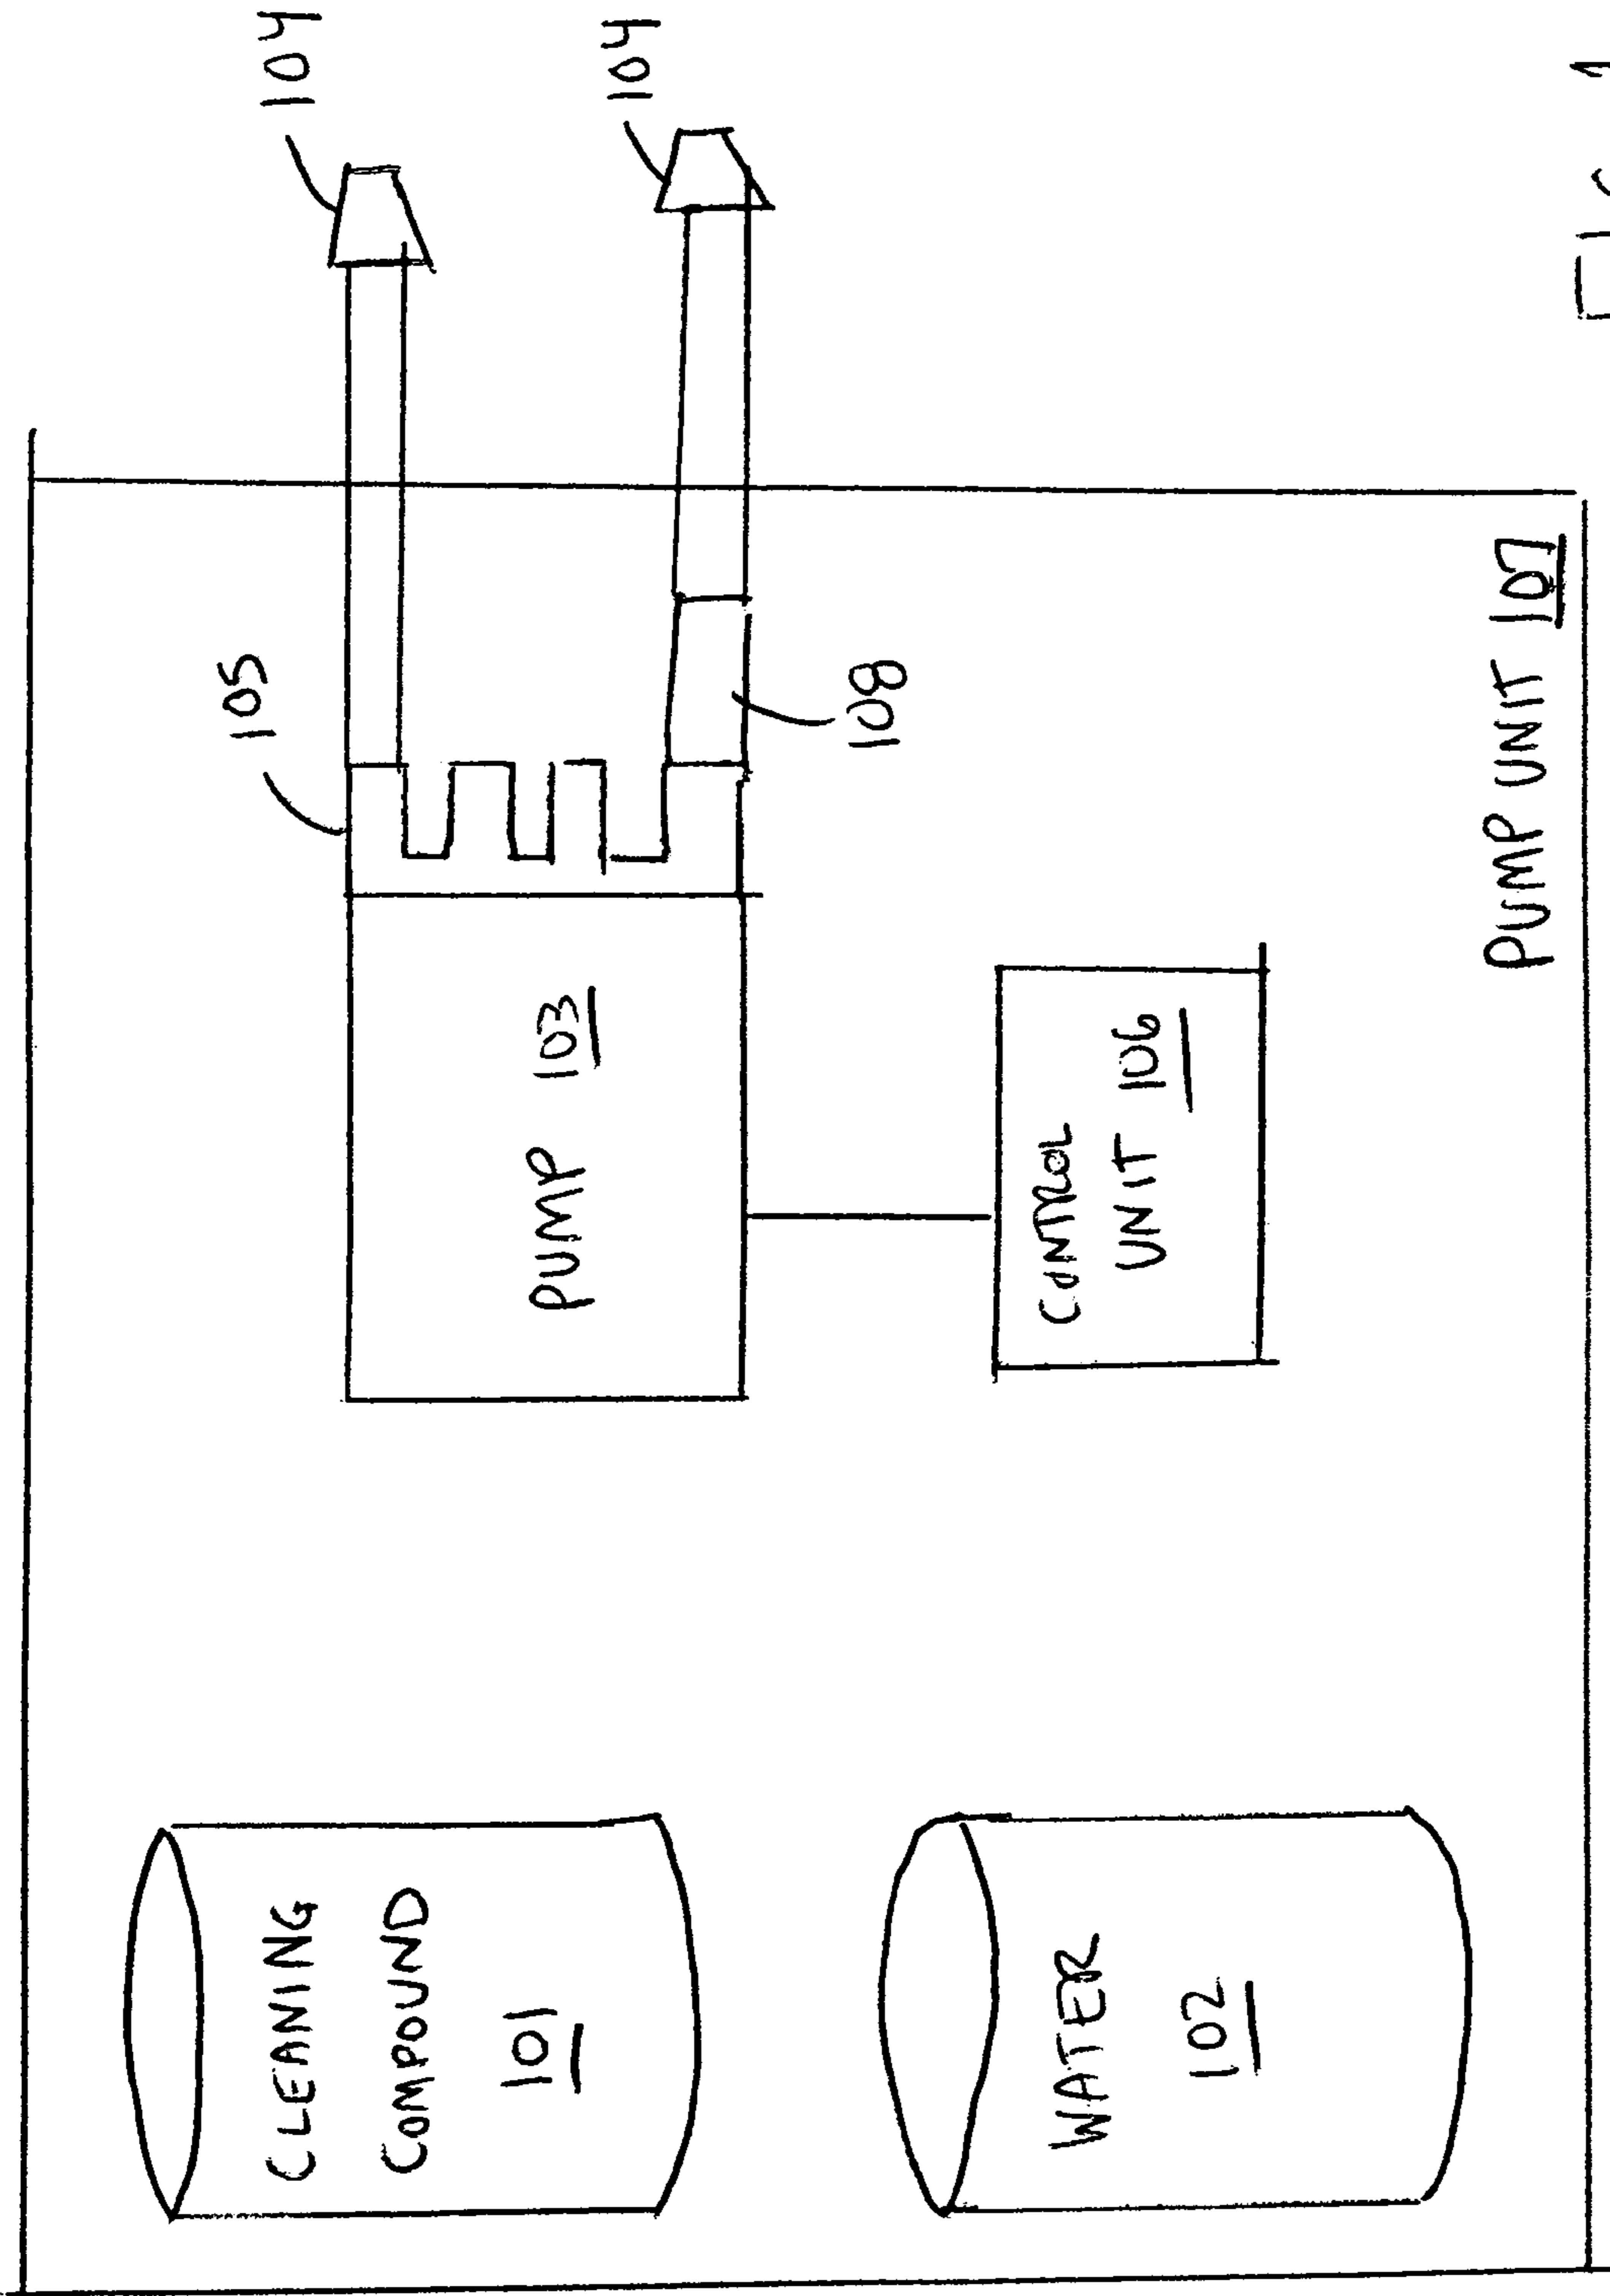 104
105
CLEANING
COMPOUND
101
PUMP 103
104
108
CONTROL
UNIT 106
WATER
102
PUMP UNIT 107